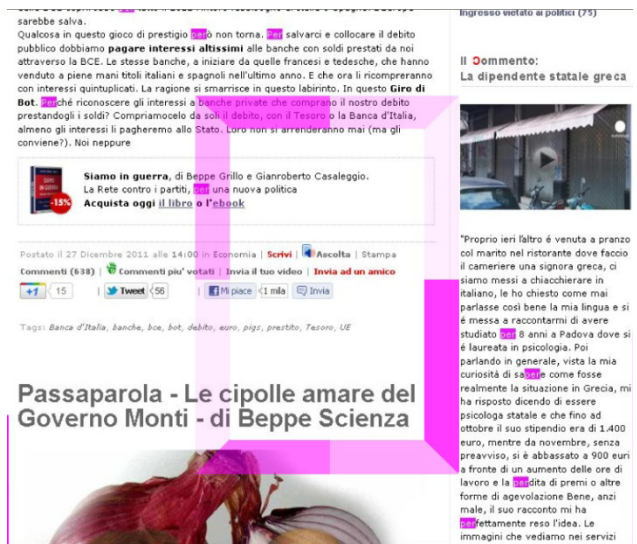 sarebbe salva.
Qualcosa in questo gioco di prestigio però non torna. Per salvarci e collocare il debito
pubblico dobbiamo pagare interessi altissimi alle banche con soldi prestati da noi
attraverso la BCE. Le stesse banche, a iniziare da quelle francesi e tedesche, che hanno
venduto a piene mani titoli italiani e spagnoli nell'ultimo anno. E che ora li ricompreranno
con interessi quintuplicati. La ragione si smarrisce in questo labirinto. In questo Giro di
Bot. Perché riconoscere gli interessi a banche private che comprano il nostro debito
prestandogli i soldi? Compriamocelo da soli il debito, con il Tesoro o la Banca d'Italia,
almeno gli interessi li pagheremo allo Stato. Loro non si arrenderanno mai (ma gli
conviene?). Noi neppure
-15%
Siamo in guerra, di Beppe Grillo e Gianroberto Casaleggio.
La Rete contro i partiti, per una nuova politica
Acquista oggi il libro o l'ebook
Postato il 27 Dicembre 2011 alle 14:00 in Economia | Scrivi | Ascolta | Stampa
Commenti (638) | Commenti piu' votati | Invia il tuo video | Invia ad un amico
+1 15 | Tweet 56 | Mi piace 1 mila Invia
Tags: Banca d'Italia, banche, bce, bot, debito, euro, pigs, prestito, Tesoro, UE
Passaparola - Le cipolle amare del
Governo Monti - di Beppe Scienza
Ingresso vietato ai politici (75)
Il Commento:
La dipendente statale greca
"Proprio ieri l'altro é venuta a pranzo
col marito nel ristorante dove faccio
il cameriere una signora greca, ci
siamo messi a chiacchierare in
italiano, le ho chiesto come mai
parlasse così bene la mia lingua e si
é messa a raccontarmi di avere
studiato per 8 anni a Padova dove si
é laureata in psicologia. Poi
parlando in generale, vista la mia
curiosità di sapere come fosse
realmente la situazione in Grecia, mi
ha risposto dicendo di essere
psicologa statale e che fino ad
ottobre il suo stipendio era di 1.400
euro, mentre da novembre, senza
preavviso, si è abbassato a 900 euri
a fronte di un aumento delle ore di
lavoro e la perdita di premi o altre
forme di agevolazione Bene, anzi
male, il suo racconto mi ha
perfettamente reso l'idea. Le
immagini che vediamo nei servizi